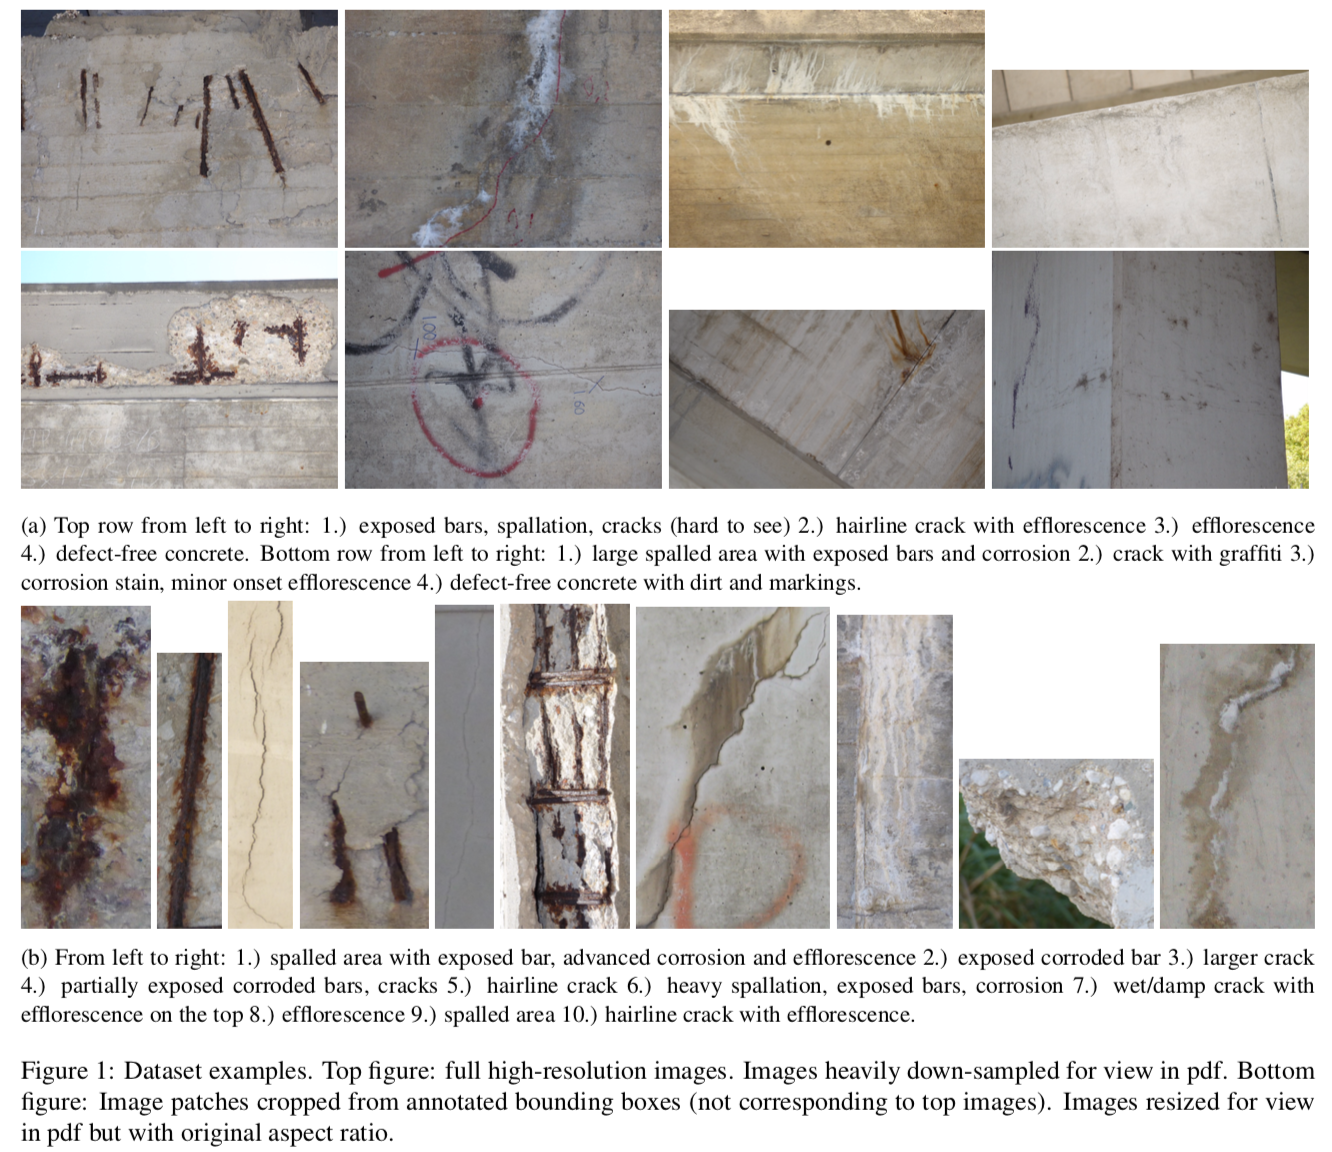 (a) Top row from left to right: 1.) exposed bars, spallation, cracks (hard to see) 2.) hairline crack with efflorescence 3.) efflorescence
4.) defect-free concrete. Bottom row from left to right: 1.) large spalled area with exposed bars and corrosion 2.) crack with graffiti 3.)
corrosion stain, minor onset efflorescence 4.) defect-free concrete with dirt and markings.
(b) From left to right: 1.) spalled area with exposed bar, advanced corrosion and efflorescence 2.) exposed corroded bar 3.) larger crack
4.) partially exposed corroded bars, cracks 5.) hairline crack 6.) heavy spallation, exposed bars, corrosion 7.) wet/damp crack with
efflorescence on the top 8.) efflorescence 9.) spalled area 10.) hairline crack with efflorescence.
Figure 1: Dataset examples. Top figure: full high-resolution images. Images heavily down-sampled for view in pdf. Bottom
figure: Image patches cropped from annotated bounding boxes (not corresponding to top images). Images resized for view
in pdf but with original aspect ratio.